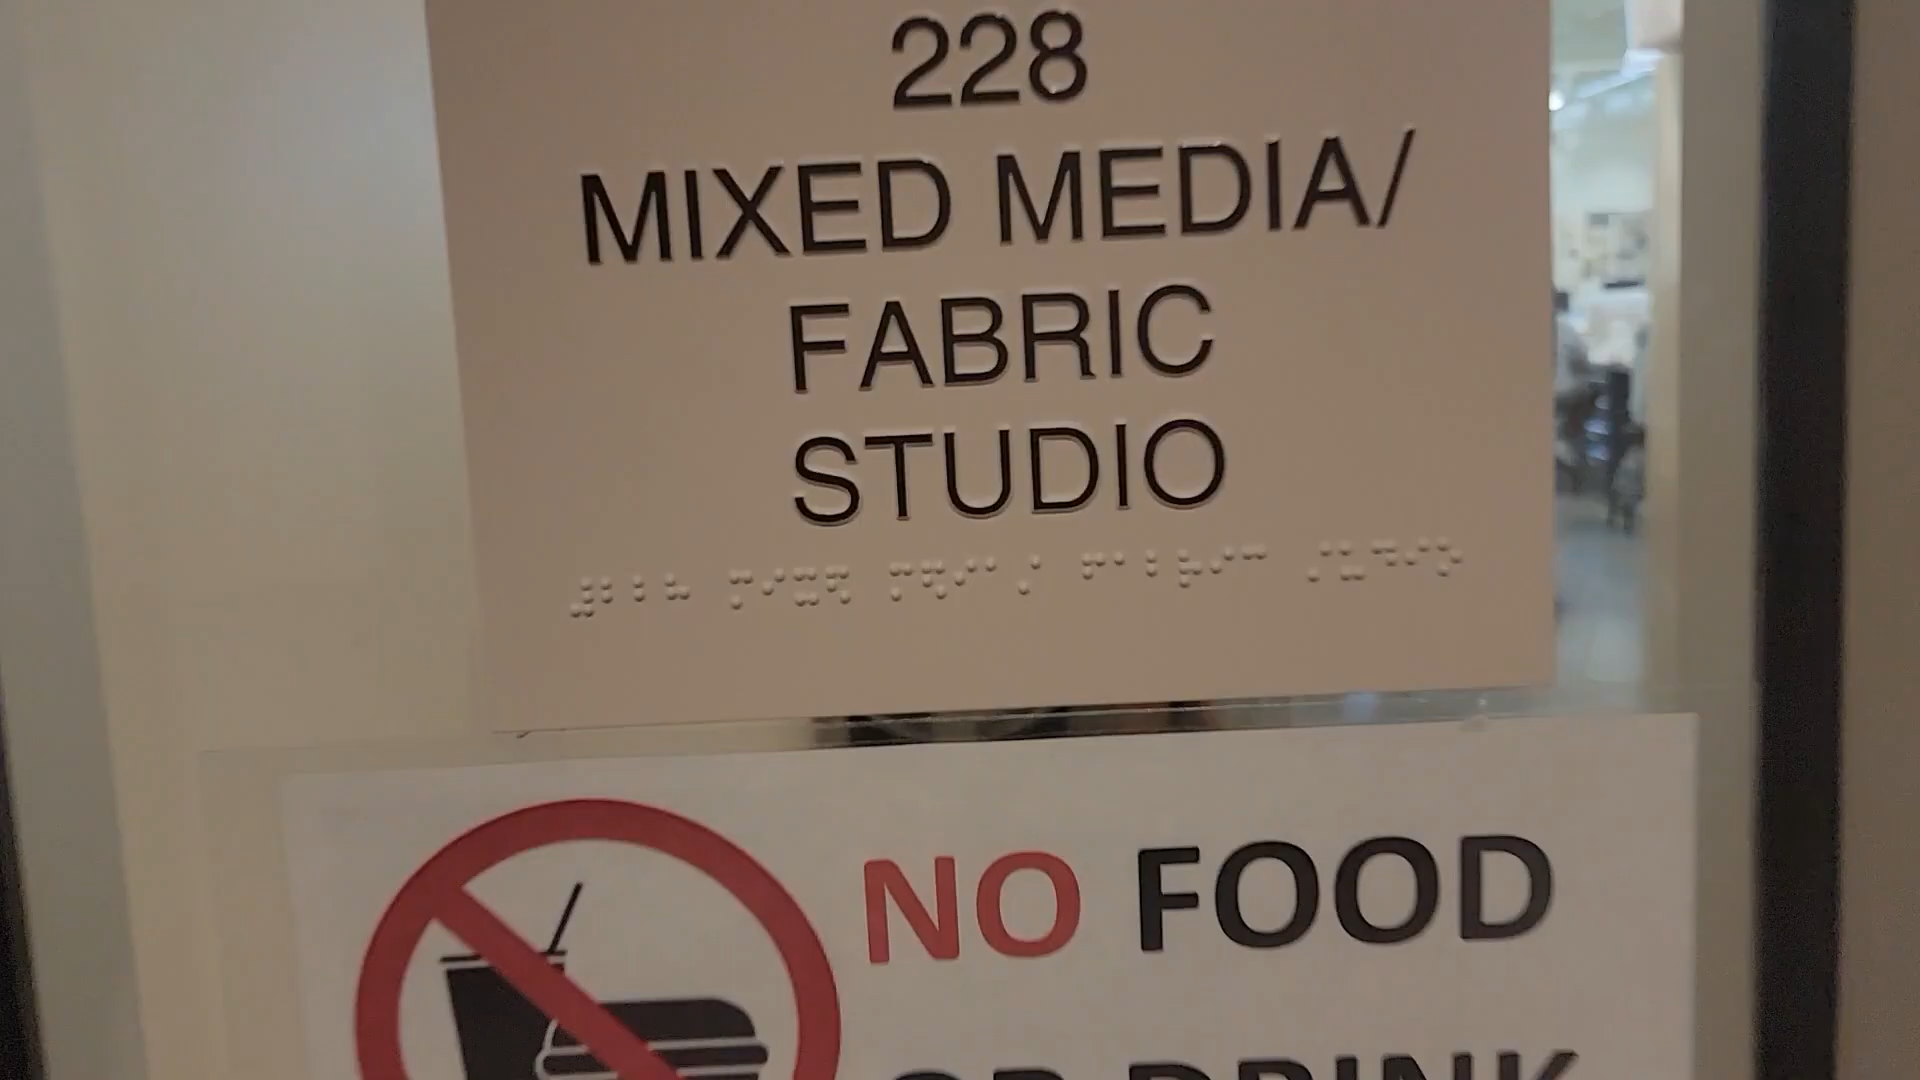 228
MIXED MEDIA/
FABRIC
STUDIO
NO FOOD
OR DRINK